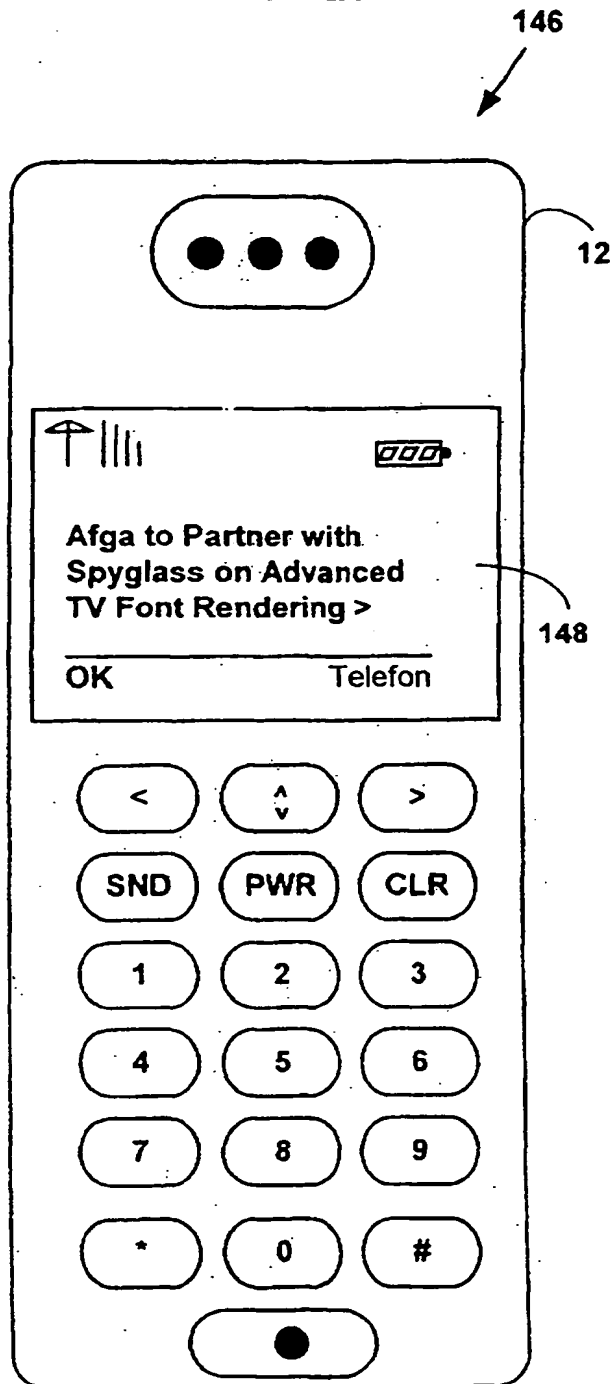 146
12
Afga to Partner with
Spyglass on Advanced
TV Font Rendering >
148
OK Telefon
< ^ v >
SND PWR CLR
1 2 3
4 5 6
7 8 9
* 0 #